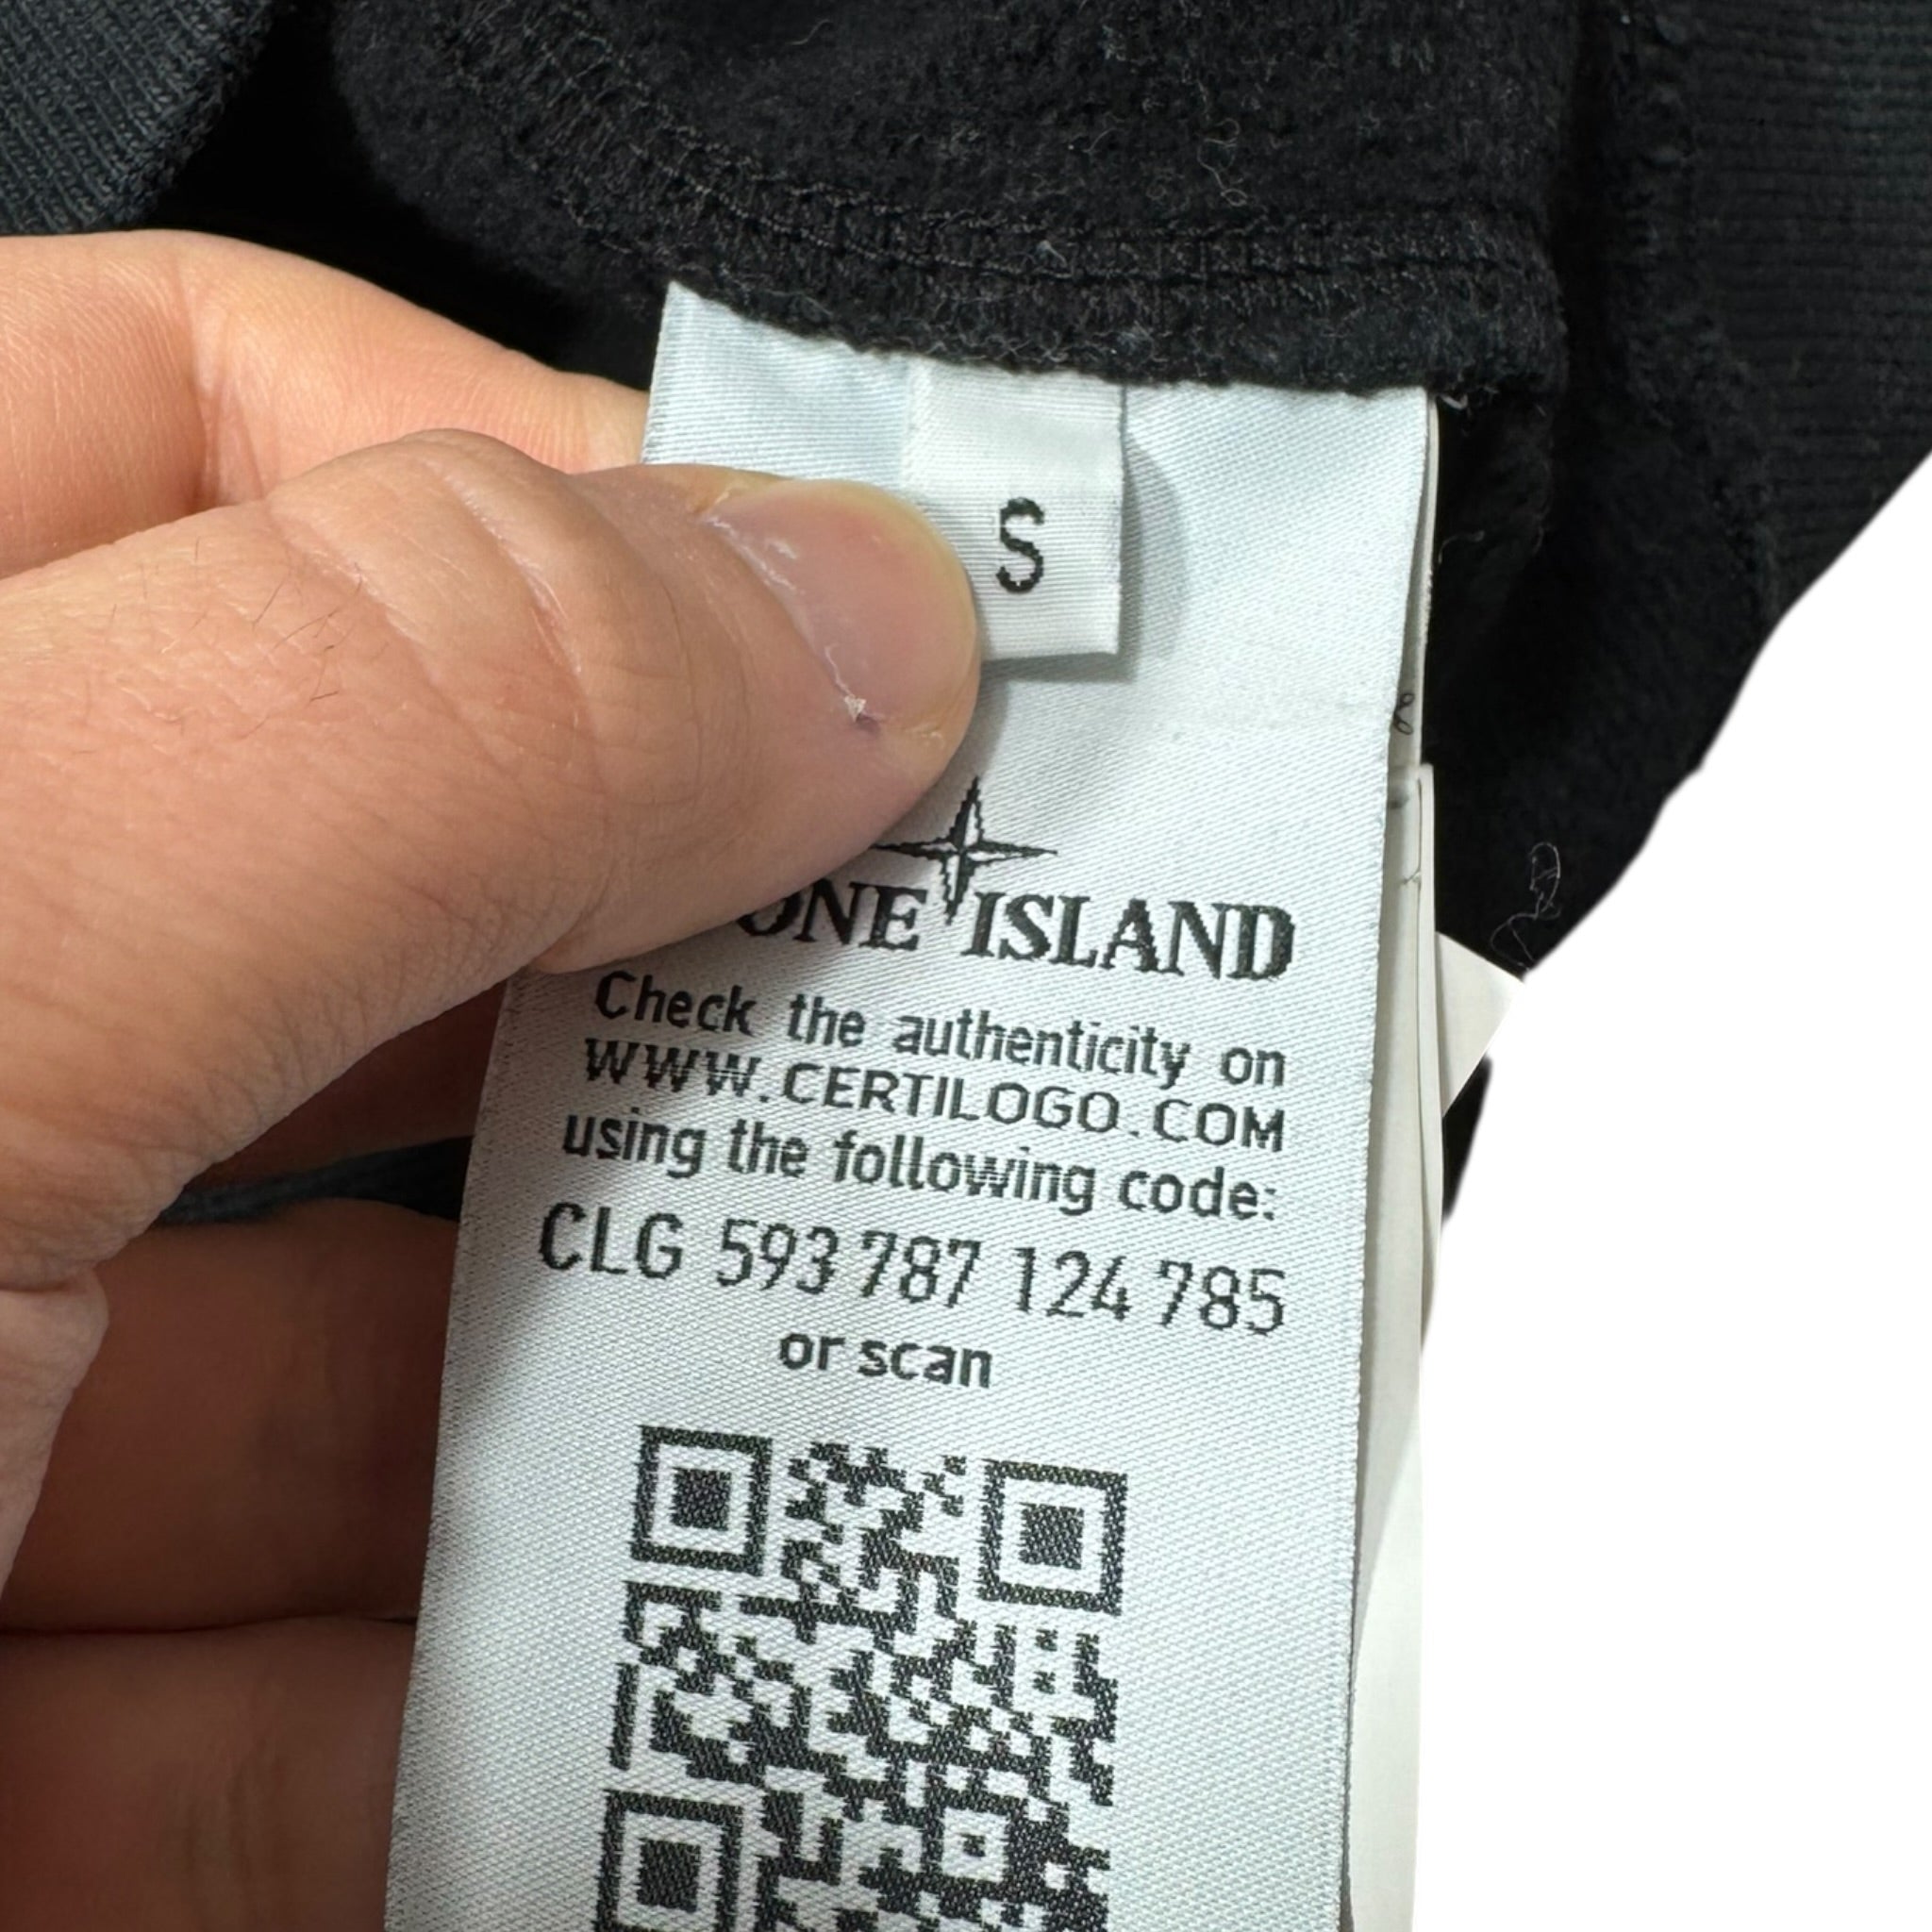 S
ONE ISLAND
Check the authenticity on
WWW.CERTILOGO.COM
using the following code:
CLG 593 787 124 785
or scan